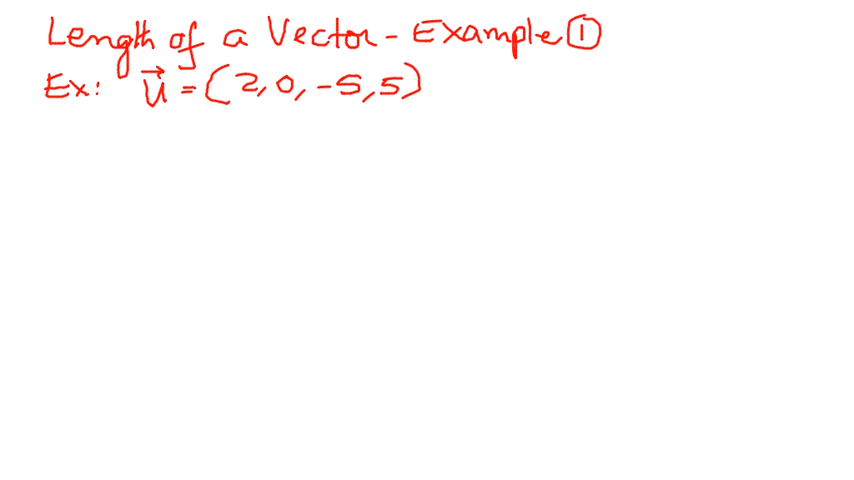 Length of a Vector - Example ①
Ex: u⃗ = (2, 0, -5, 5)